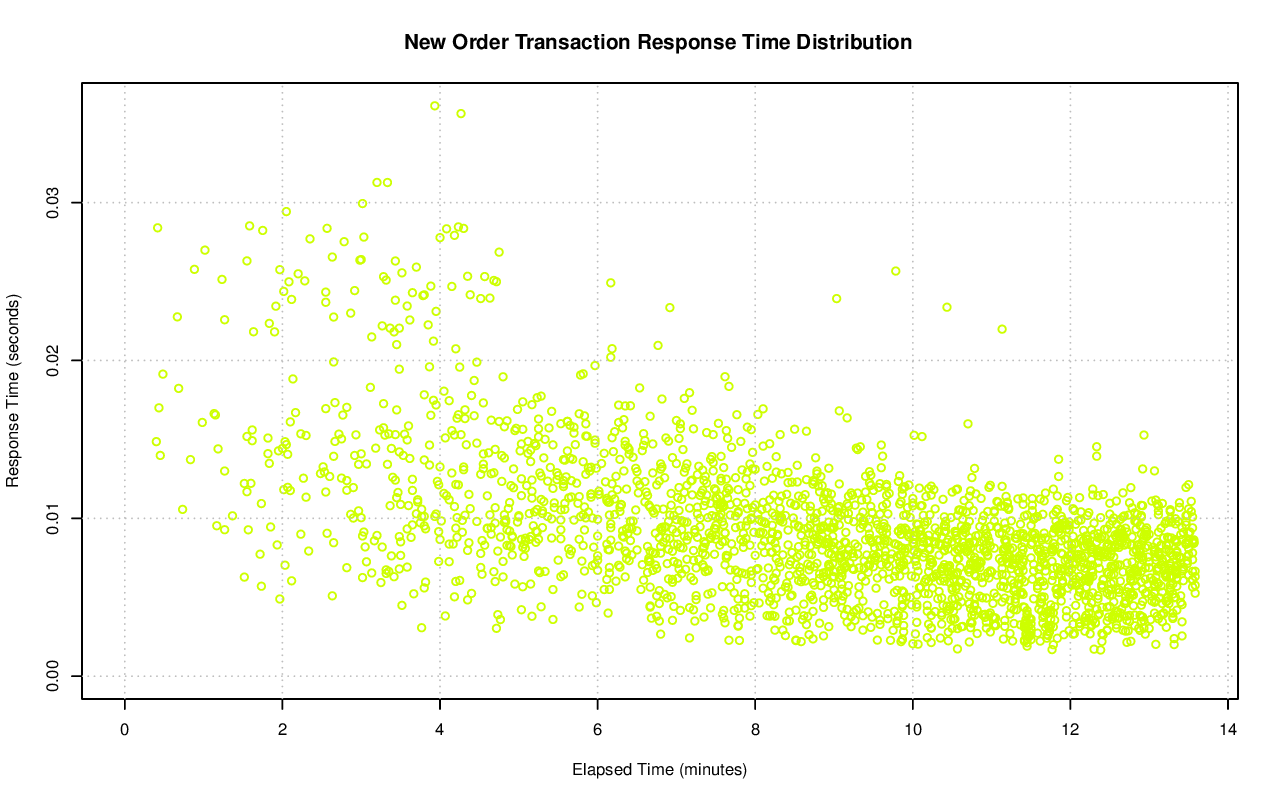 New Order Transaction Response Time Distribution
Response Time (seconds)
0.03
0.02
0.01
0.00
0 2 4 6 8 10 12 14
Elapsed Time (minutes)